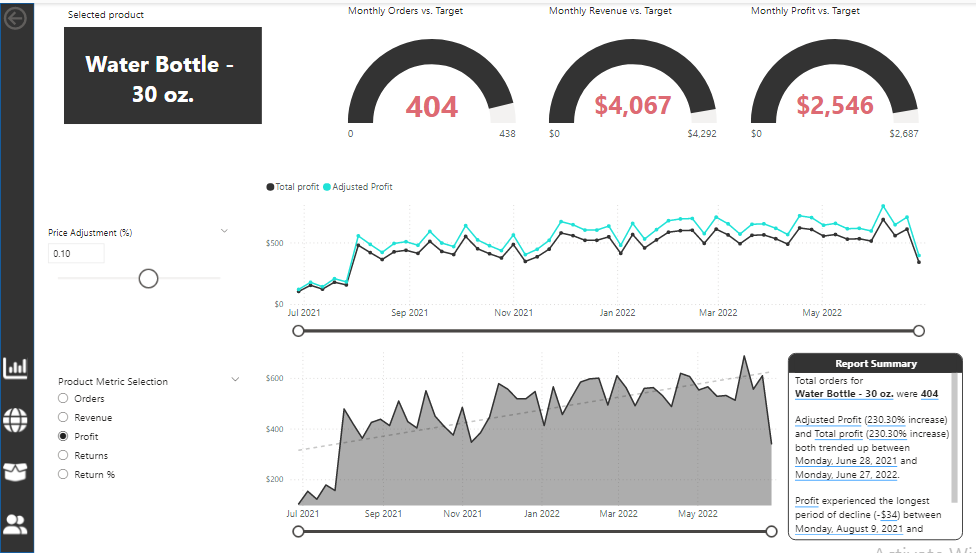 Selected product
Water Bottle -
30 oz.
Monthly Orders vs. Target
404
0
438
Monthly Revenue vs. Target
$4,067
$0
$4,292
Monthly Profit vs. Target
$2,546
$0
$2,687
Price Adjustment (%)
0.10
Total profit Adjusted Profit
$500
$0
Jul 2021 Sep 2021 Nov 2021 Jan 2022 Mar 2022 May 2022
Product Metric Selection
Orders
Revenue
Profit
Returns
Return %
$600
$400
$200
Jul 2021 Sep 2021 Nov 2021 Jan 2022 Mar 2022 May 2022
Report Summary
Total orders for
Water Bottle - 30 oz. were 404
Adjusted Profit (230.30% increase)
and Total profit (230.30% increase)
both trended up between
Monday, June 28, 2021 and
Monday, June 27, 2022.
Profit experienced the longest
period of decline (-$34) between
Monday, August 9, 2021 and